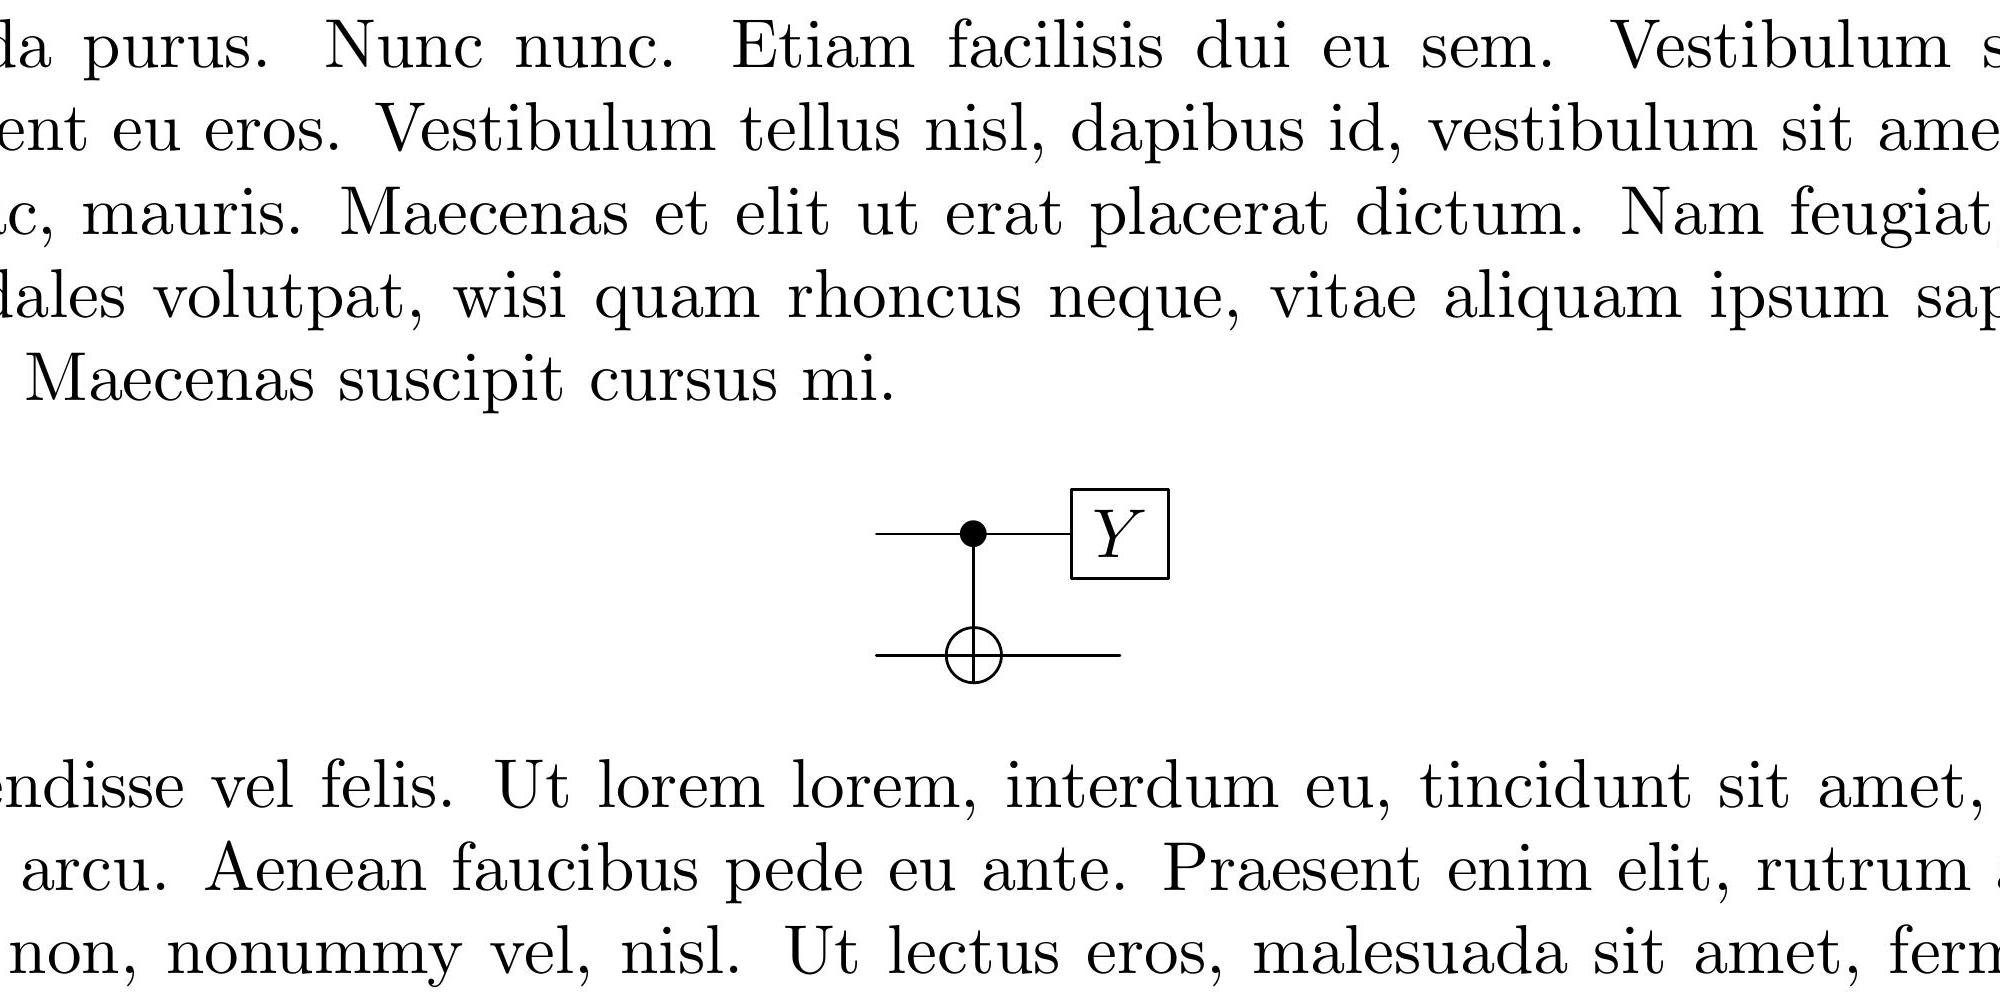 da purus. Nunc nunc. Etiam facilisis dui eu sem. Vestibulum s
ent eu eros. Vestibulum tellus nisl, dapibus id, vestibulum sit ame
c, mauris. Maecenas et elit ut erat placerat dictum. Nam feugiat,
dales volutpat, wisi quam rhoncus neque, vitae aliquam ipsum sap
Maecenas suscipit cursus mi.
Y
endisse vel felis. Ut lorem lorem, interdum eu, tincidunt sit amet,
arcu. Aenean faucibus pede eu ante. Praesent enim elit, rutrum
non, nonummy vel, nisl. Ut lectus eros, malesuada sit amet, ferm